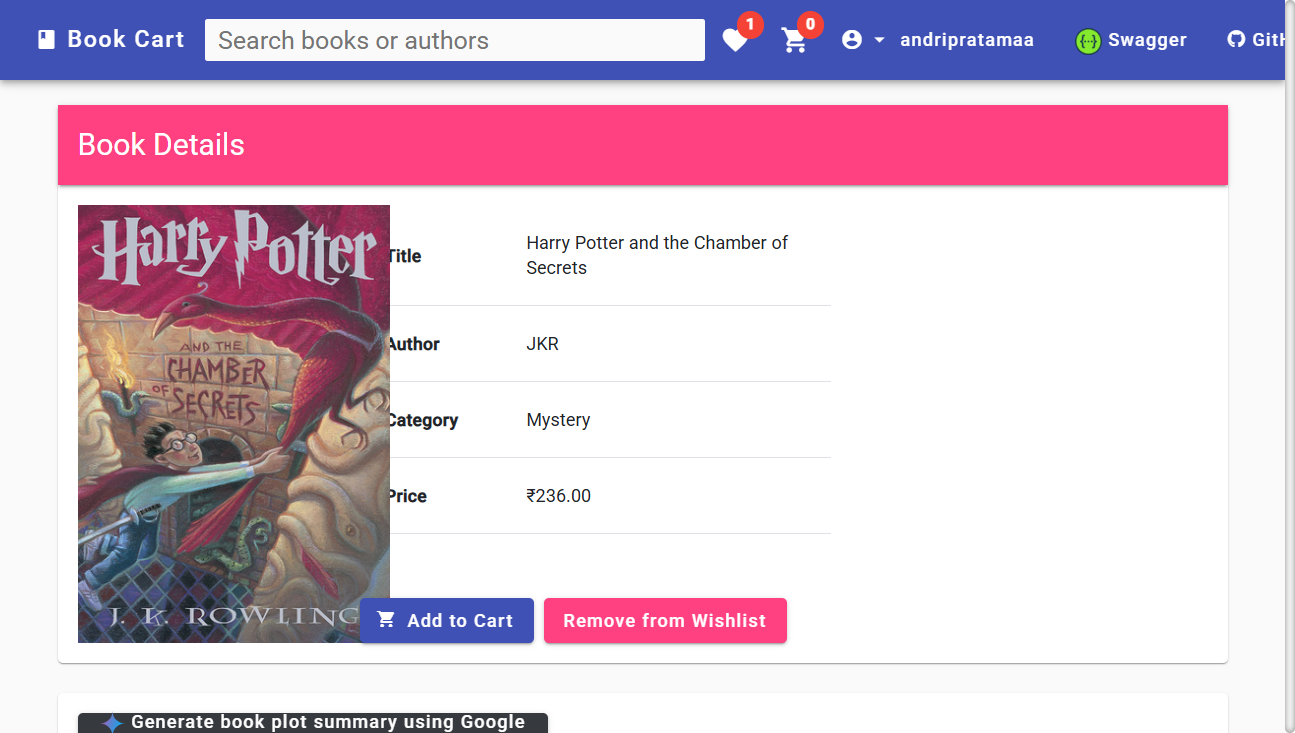 Book Cart
Search books or authors
1
0
andripratamaa
Swagger
Book Details
Harry Potter
AND THE
CHAMBER
OF
SECRETS
J. K. ROWLING
Title
Harry Potter and the Chamber of
Secrets
Author
JKR
Category
Mystery
Price
₹236.00
Add to Cart
Remove from Wishlist
Generate book plot summary using Google